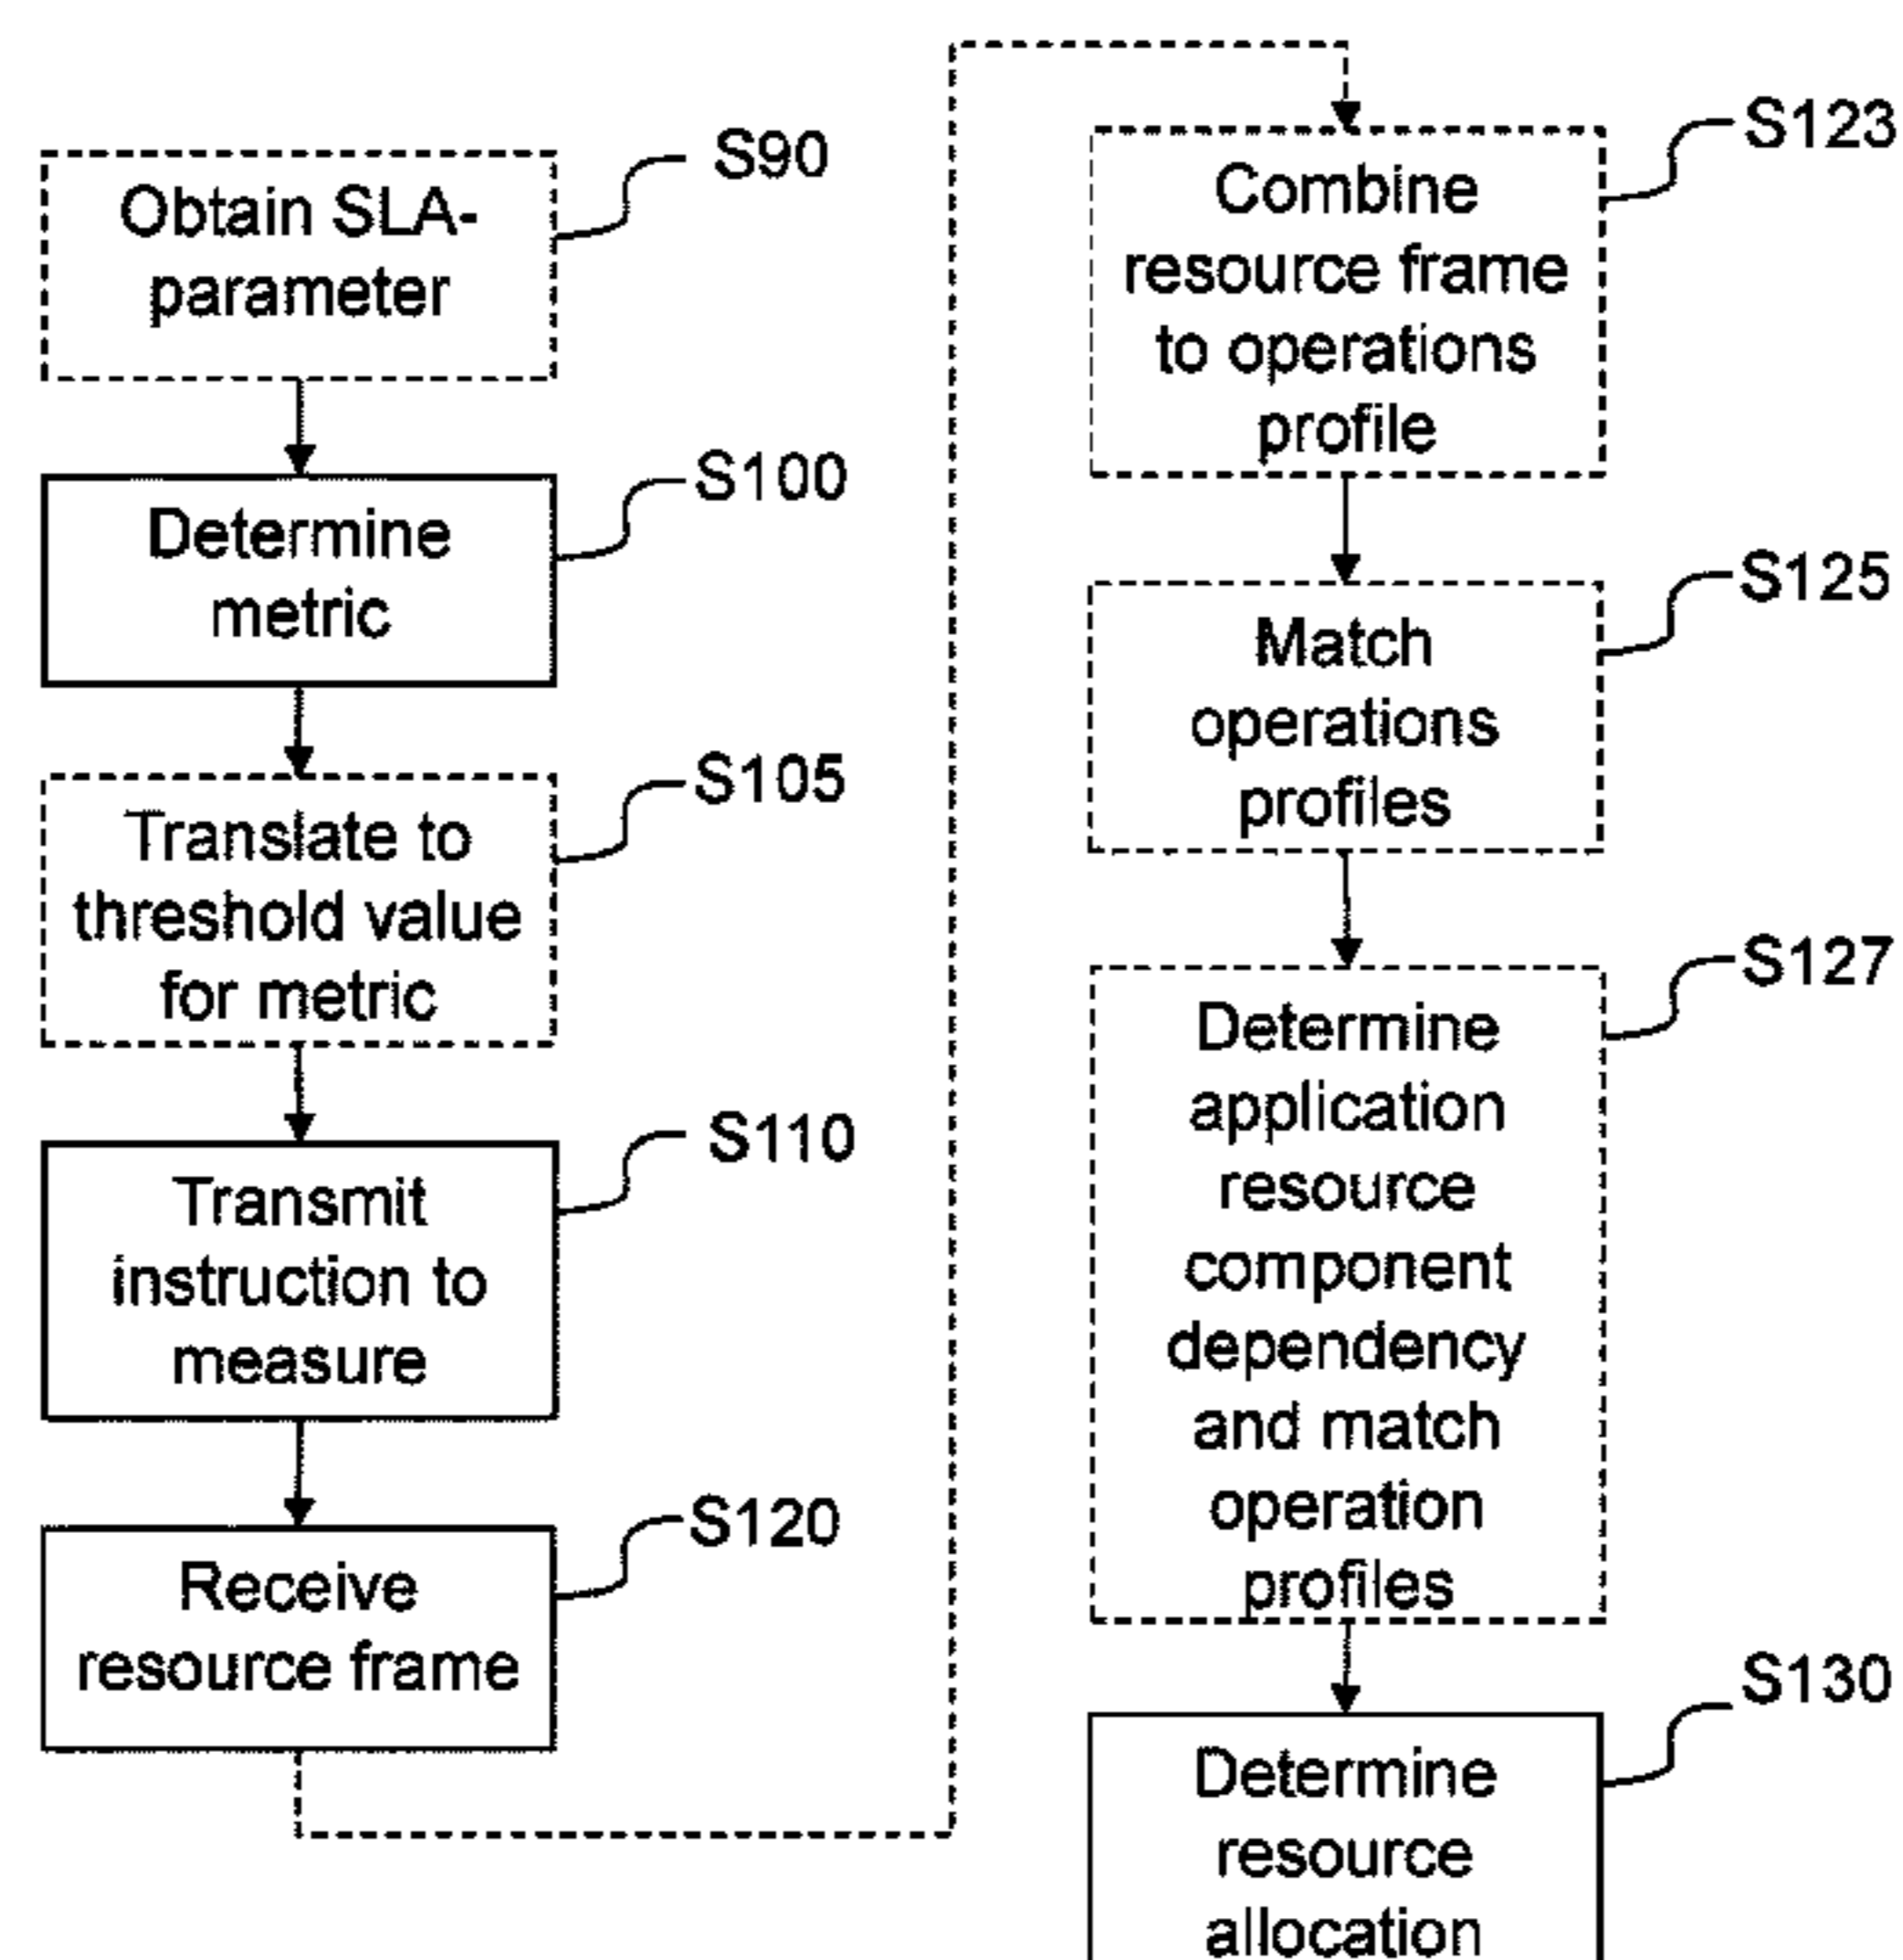 S90
Obtain SLA-
parameter
S100
Determine
metric
S105
Translate to
threshold value
for metric
S110
Transmit
instruction to
measure
S120
Receive
resource frame
S123
Combine
resource frame
to operations
profile
S125
Match
operations
profiles
S127
Determine
application
resource
component
dependency
and match
operation
profiles
S130
Determine
resource
allocation